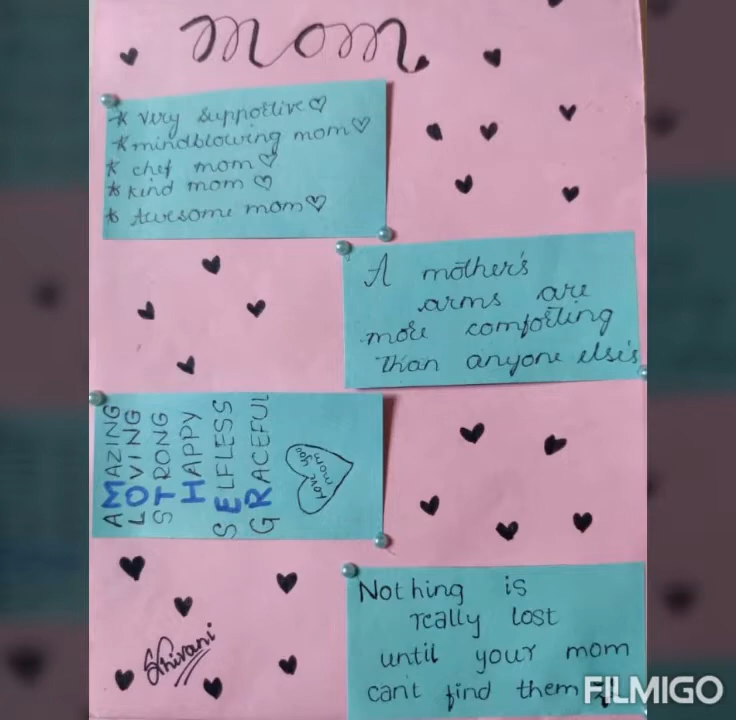 mom
* very supportive♡
* mindblowing mom♡
* chef mom♡
* kind mom♡
* Awesome mom♡
A mother's
arms are
more comforting
than anyone else's
AMAZING
LOVING
STRONG
HAPPY
SELFLESS
GRACEFUL
Love you
mom
Nothing is
really lost
until your mom
can't find them
Shivani
FILMIGO